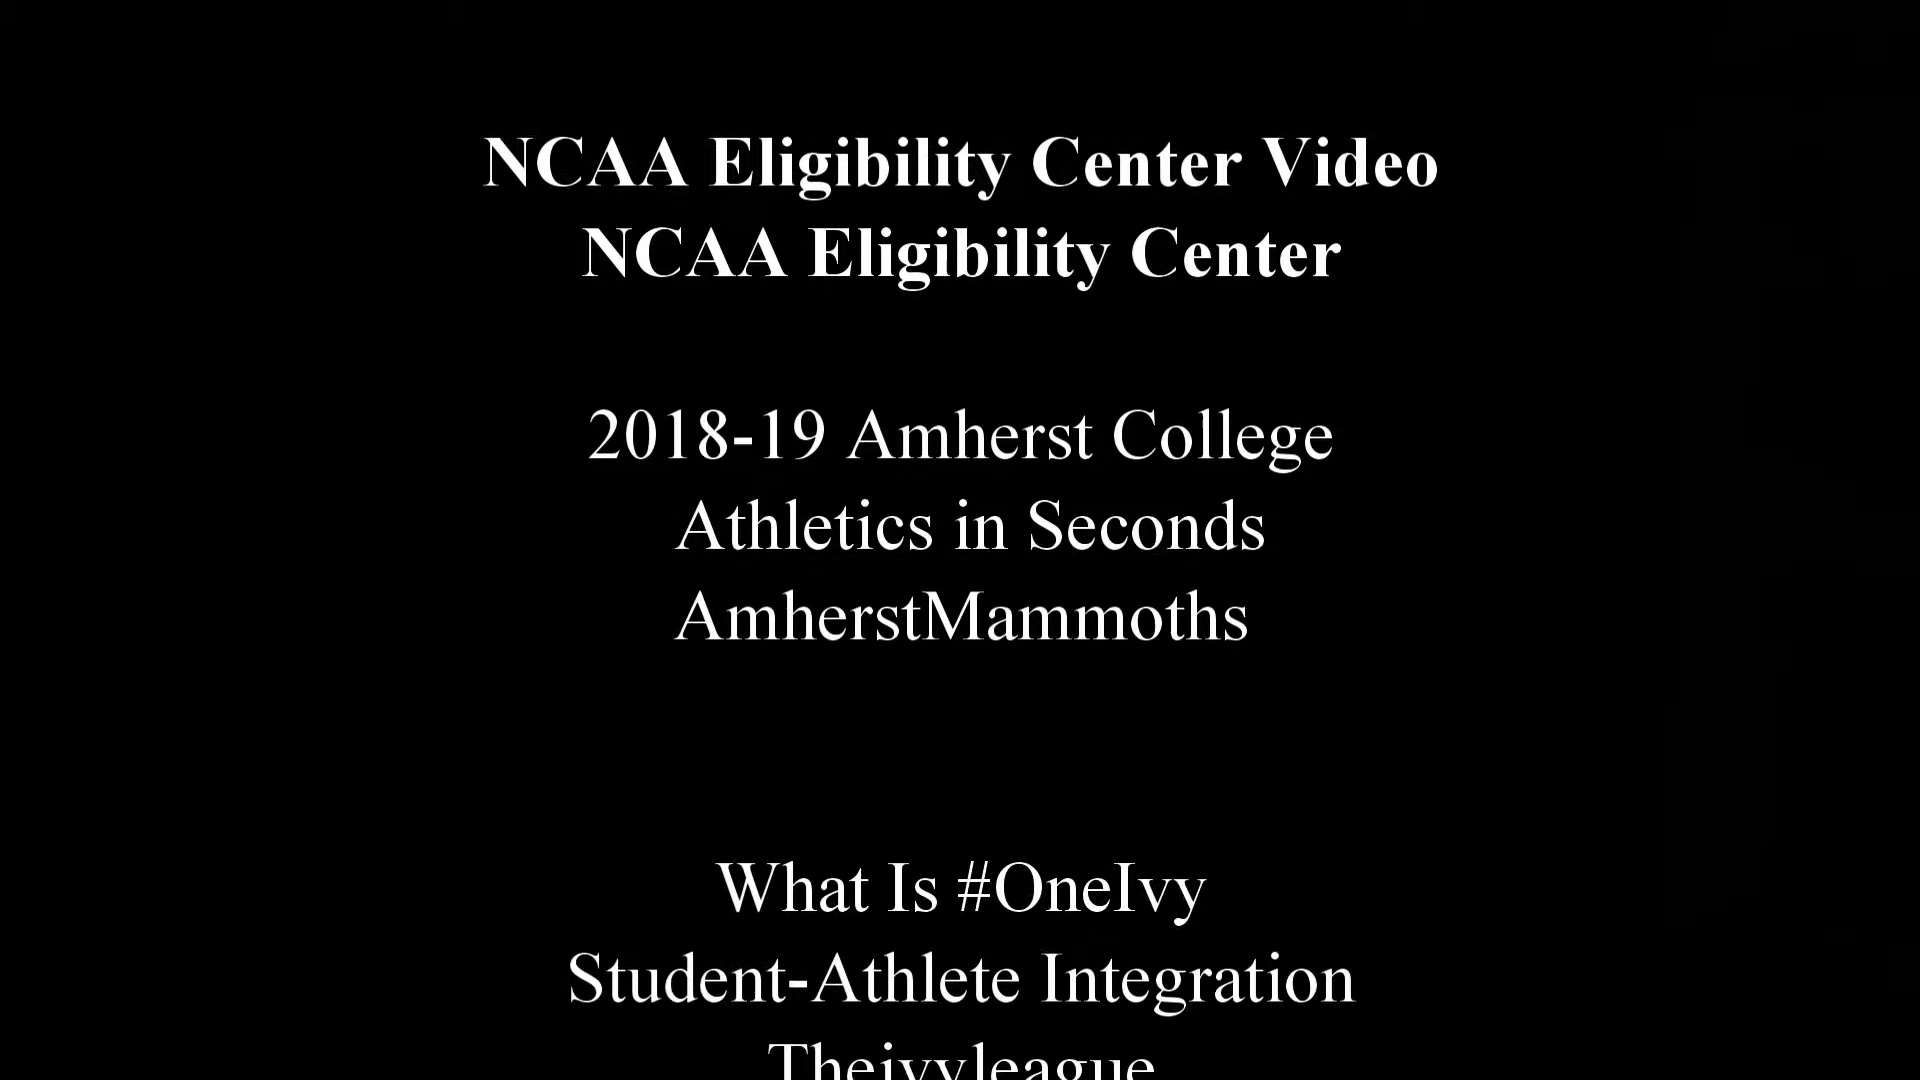 NCAA Eligibility Center Video
NCAA Eligibility Center
2018-19 Amherst College
Athletics in Seconds
AmherstMammoths
What Is #OneIvy
Student-Athlete Integration
Theivyleague